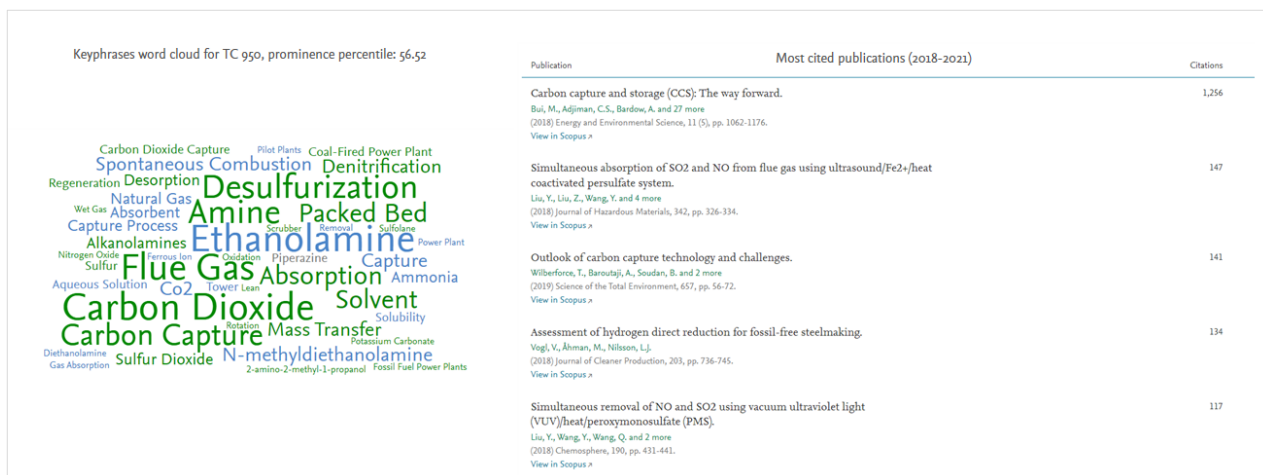 Keyphrases word cloud for TC 950, prominence percentile: 56.52
Carbon Dioxide Capture
Pilot Plants
Coal-Fired Power Plant
Spontaneous Combustion
Denitrification
Regeneration
Desorption
Desulfurization
Natural Gas
Wet Gas
Absorbent
Amine
Packed Bed
Capture Process
Scrubber
Removal
Sulfolane
Alkanolamines
Ethanolamine
Power Plant
Nitrogen Oxide
Ferrous Ion
Oxidation
Piperazine
Capture
Sulfur
Flue Gas
Absorption
Ammonia
Aqueous Solution
Co2
Tower
Lean
Solvent
Carbon Dioxide
Solubility
Carbon Capture
Rotation
Mass Transfer
Potassium Carbonate
Diethanolamine
Sulfur Dioxide
N-methyldiethanolamine
Gas Absorption
2-amino-2-methyl-1-propanol
Fossil Fuel Power Plants
Most cited publications (2018-2021)
Publication
Citations
Carbon capture and storage (CCS): The way forward.
1,256
Bui, M., Adjiman, C.S., Bardow, A. and 27 more
(2018) Energy and Environmental Science, 11 (5), pp. 1062-1176.
View in Scopus ↗
Simultaneous absorption of SO2 and NO from flue gas using ultrasound/Fe2+/heat
147
coactivated persulfate system.
Liu, Y., Liu, Z., Wang, Y. and 4 more
(2018) Journal of Hazardous Materials, 342, pp. 326-334.
View in Scopus ↗
Outlook of carbon capture technology and challenges.
141
Wilberforce, T., Baroutaji, A., Soudan, B. and 2 more
(2019) Science of the Total Environment, 657, pp. 56-72.
View in Scopus ↗
Assessment of hydrogen direct reduction for fossil-free steelmaking.
134
Vogl, V., Åhman, M., Nilsson, L.J.
(2018) Journal of Cleaner Production, 203, pp. 736-745.
View in Scopus ↗
Simultaneous removal of NO and SO2 using vacuum ultraviolet light
117
(VUV)/heat/peroxymonosulfate (PMS).
Liu, Y., Wang, Y., Wang, Q. and 2 more
(2018) Chemosphere, 190, pp. 431-441.
View in Scopus ↗